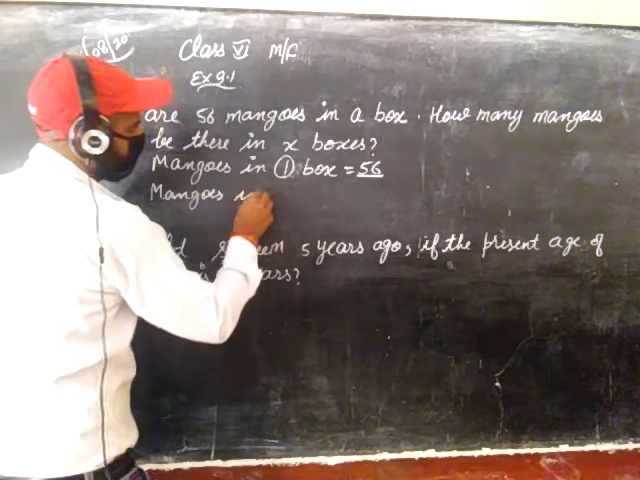 08/20 Class VI M/C
Ex 9.1
are 56 mangoes in a box. How many mangoes
be there in x boxes?
Mangoes in 1 box = 56
Mangoes
5 years ago, if the present age of